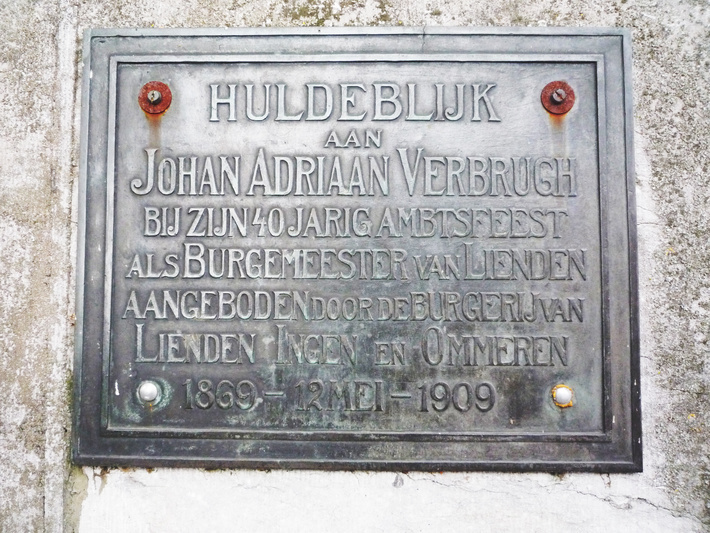 HULDEBLIJK
AAN
JOHAN ADRIAAN VERBRUGH
BIJ ZIJN 40 JARIG AMBTSFEEST
ALS BURGEMEESTER VAN LIENDEN
AANGEBODEN DOOR DE BURGERIJ VAN
LIENDEN INGEN EN OMMEREN
1869 - 12 MEI - 1909